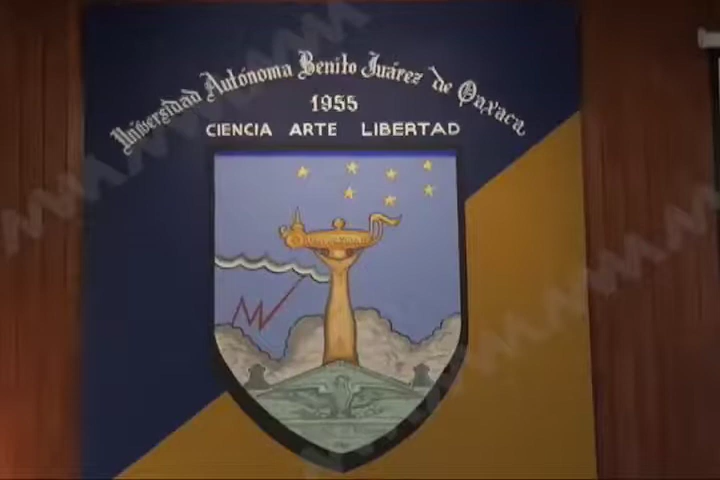 Universidad Autónoma Benito Juárez de Oaxaca
1955
CIENCIA ARTE LIBERTAD